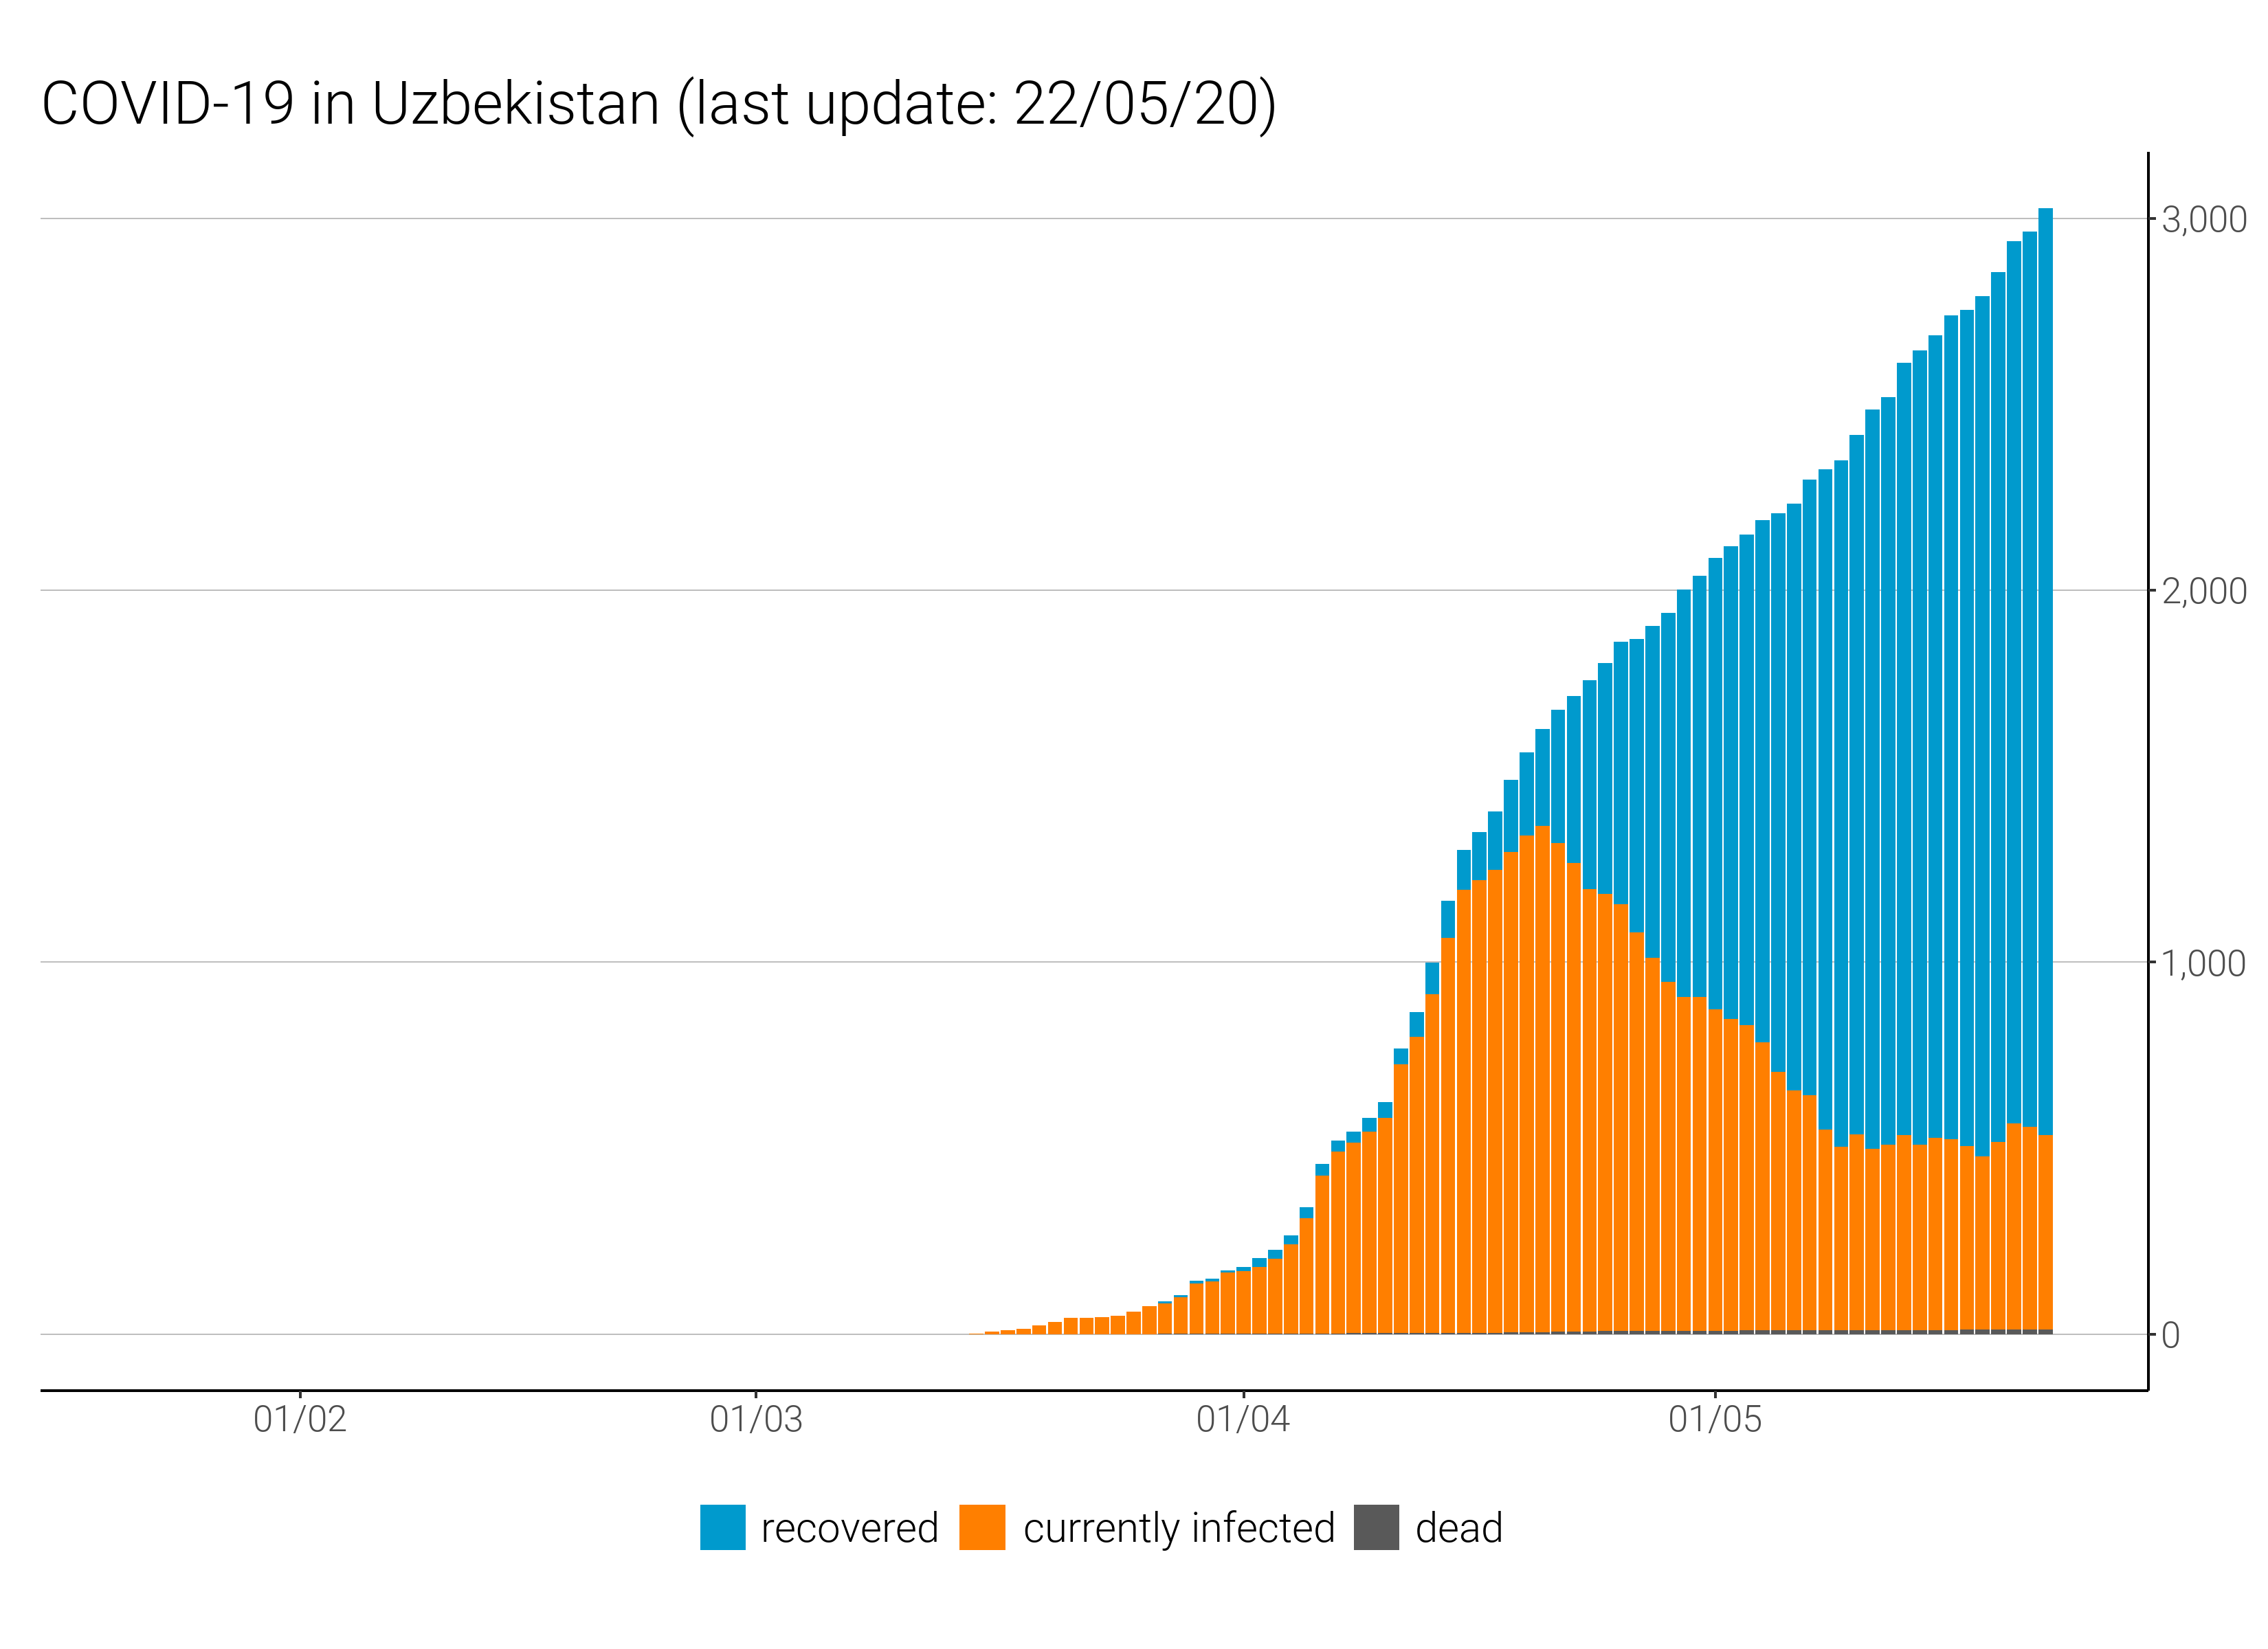 COVID-19 in Uzbekistan (last update: 22/05/20)
3,000
2,000
1,000
0
01/02 01/03 01/04 01/05
recovered currently infected dead